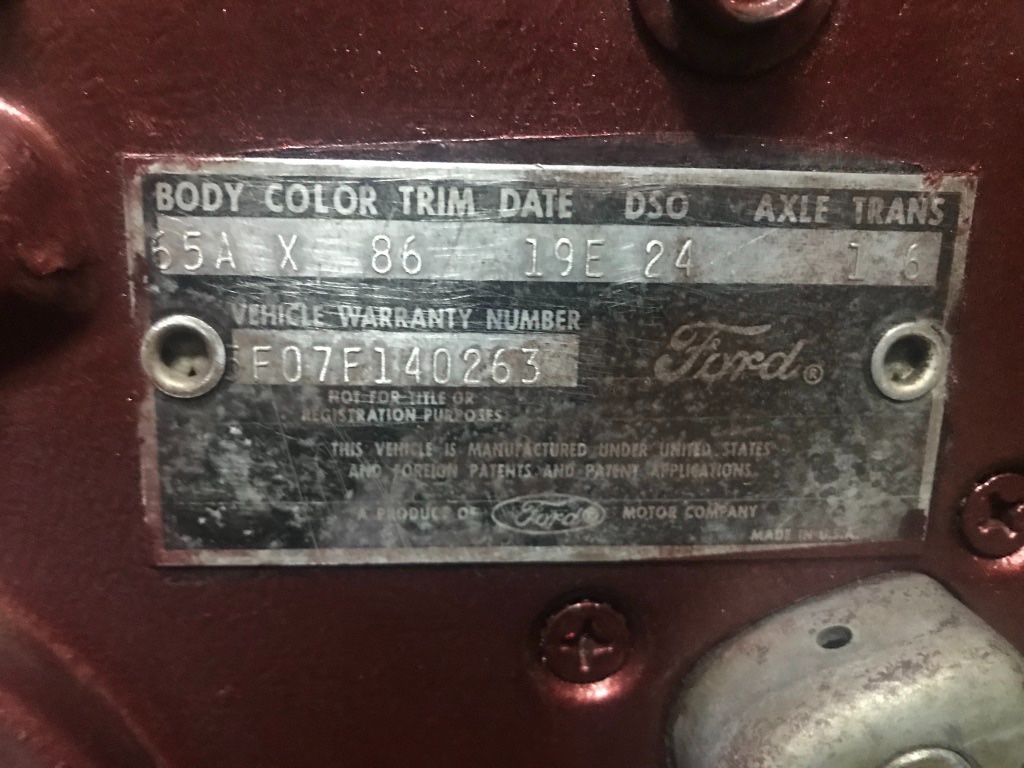 BODY COLOR TRIM DATE DSO AXLE TRANS
65A X 86 19E 24 1 6
VEHICLE WARRANTY NUMBER
F07F140263
NOT FOR TITLE OR
REGISTRATION PURPOSES
Ford®
THIS VEHICLE IS MANUFACTURED UNDER UNITED STATES
AND FOREIGN PATENTS AND PATENT APPLICATIONS
A PRODUCT OF Ford® MOTOR COMPANY
MADE IN U.S.A.